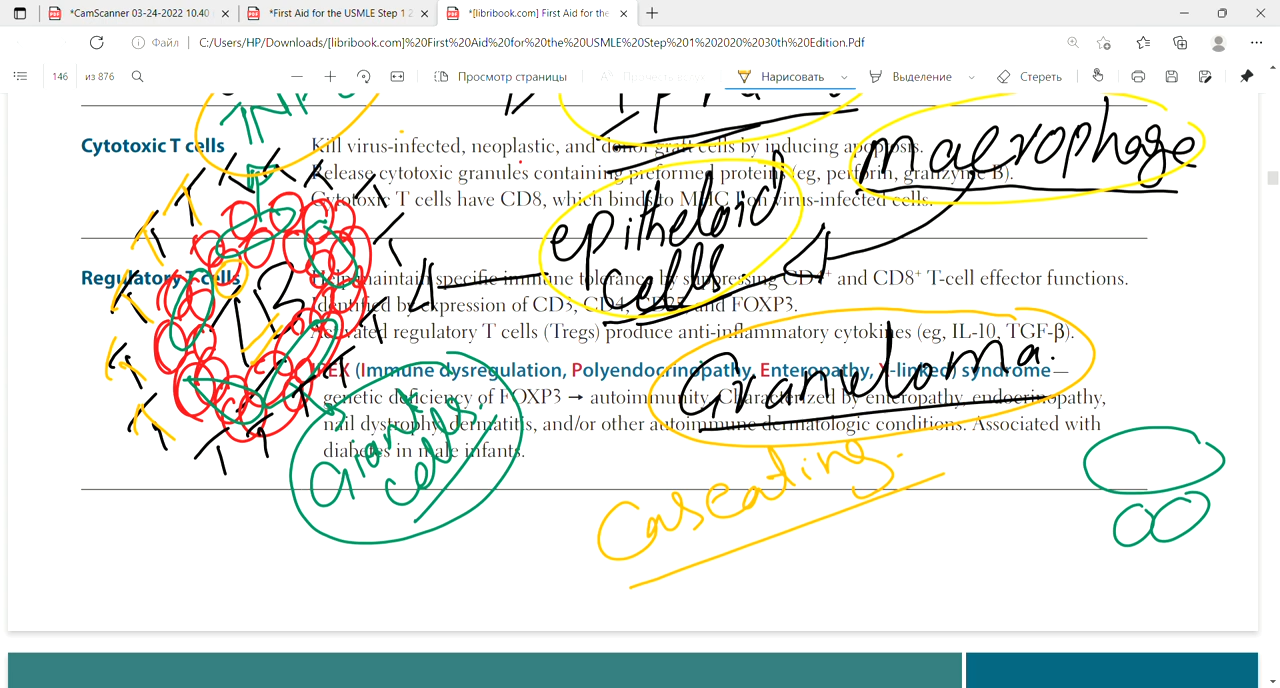 *CamScanner 03-24-2022 10.40
*First Aid for the USMLE Step 1 2
*[libribook.com] First Aid for the
Файл
C:/Users/HP/Downloads/[libribook.com]%20First%20Aid%20for%20the%20USMLE%20Step%201%202020%2030th%20Edition.Pdf
146 из 876
Просмотр страницы
Нарисовать
Выделение
Стереть
Cytotoxic T cells
Kill virus-infected, neoplastic, and donor graft cells by inducing apoptosis.
Release cytotoxic granules containing preformed proteins (eg, perforin, granzyme B).
Cytotoxic T cells have CD8, which binds to MHC I on virus-infected cells.
macrophage
epitheloid
cells
Regulatory T cells
Help maintain specific immune tolerance by suppressing CD4+ and CD8+ T-cell effector functions.
Identified by expression of CD3, CD4, CD25, and FOXP3.
Activated regulatory T cells (Tregs) produce anti-inflammatory cytokines (eg, IL-10, TGF-β).
IPEX (Immune dysregulation, Polyendocrinopathy, Enteropathy, X-linked) syndrome—
genetic deficiency of FOXP3 → autoimmunity. Characterized by enteropathy, endocrinopathy,
nail dystrophy, dermatitis, and/or other autoimmune dermatologic conditions. Associated with
diabetes in male infants.
TB
Graneloma.
Giant
cells.
Caseating.